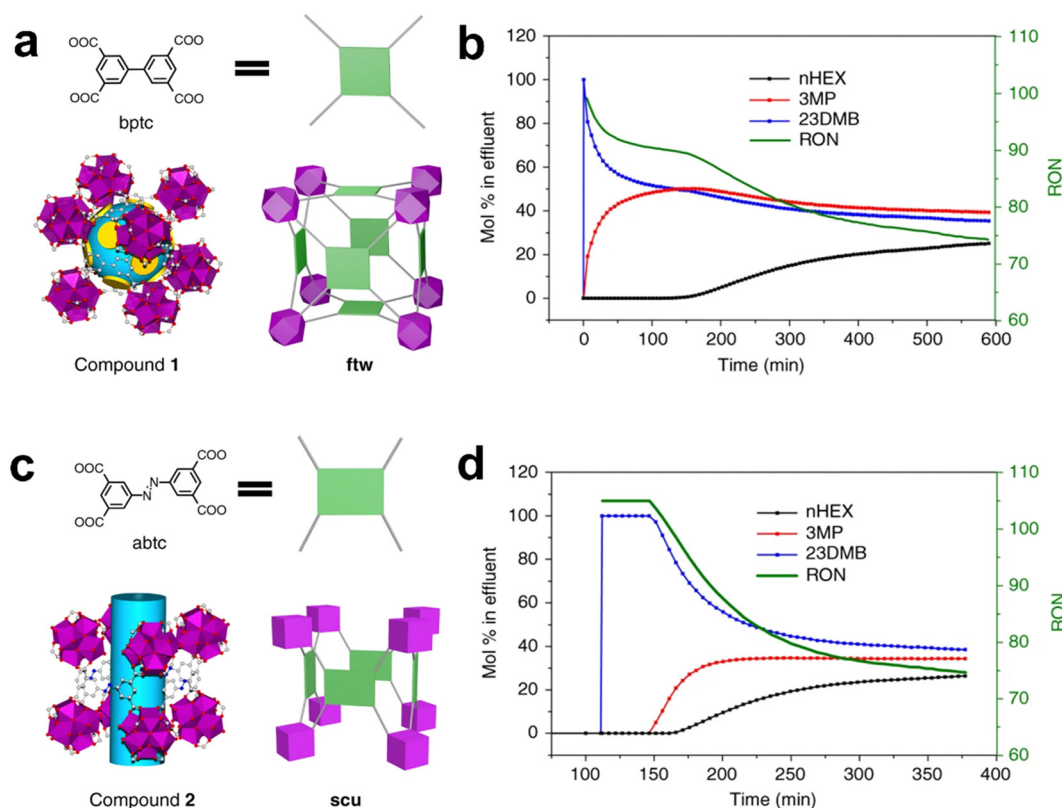 a
COO
COO
OOC
COO
bptc
=
Compound 1
ftw
b
120
100
80
60
40
20
0
Mol % in effluent
nHEX
3MP
23DMB
RON
110
100
90
80
70
60
RON
0 100 200 300 400 500 600
Time (min)
c
COO
OOC
N
N
COO
COO
abtc
=
Compound 2
scu
d
120
100
80
60
40
20
0
Mol % in effluent
nHEX
3MP
23DMB
RON
110
100
90
80
70
60
RON
100 150 200 250 300 350 400
Time (min)